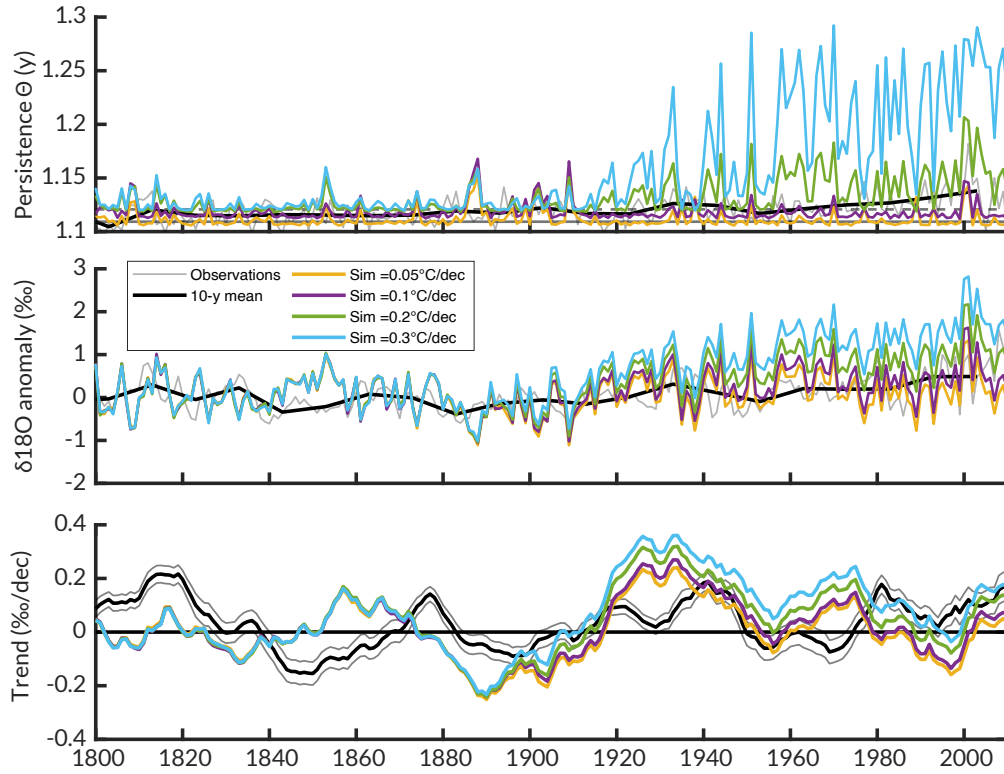 Persistence Θ (y)
1.3
1.25
1.2
1.15
1.1
δ18O anomaly (‰)
3
2
1
0
-1
-2
Observations
10-y mean
Sim =0.05°C/dec
Sim =0.1°C/dec
Sim =0.2°C/dec
Sim =0.3°C/dec
Trend (‰/dec)
0.4
0.2
0
-0.2
-0.4
1800 1820 1840 1860 1880 1900 1920 1940 1960 1980 2000